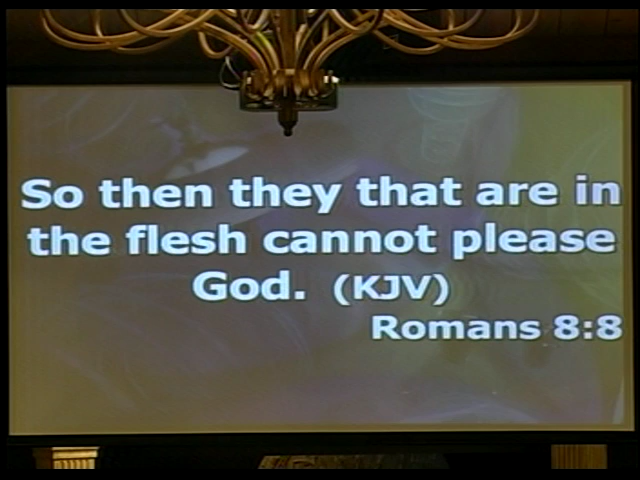 So then they that are in
the flesh cannot please
God. (KJV)
Romans 8:8